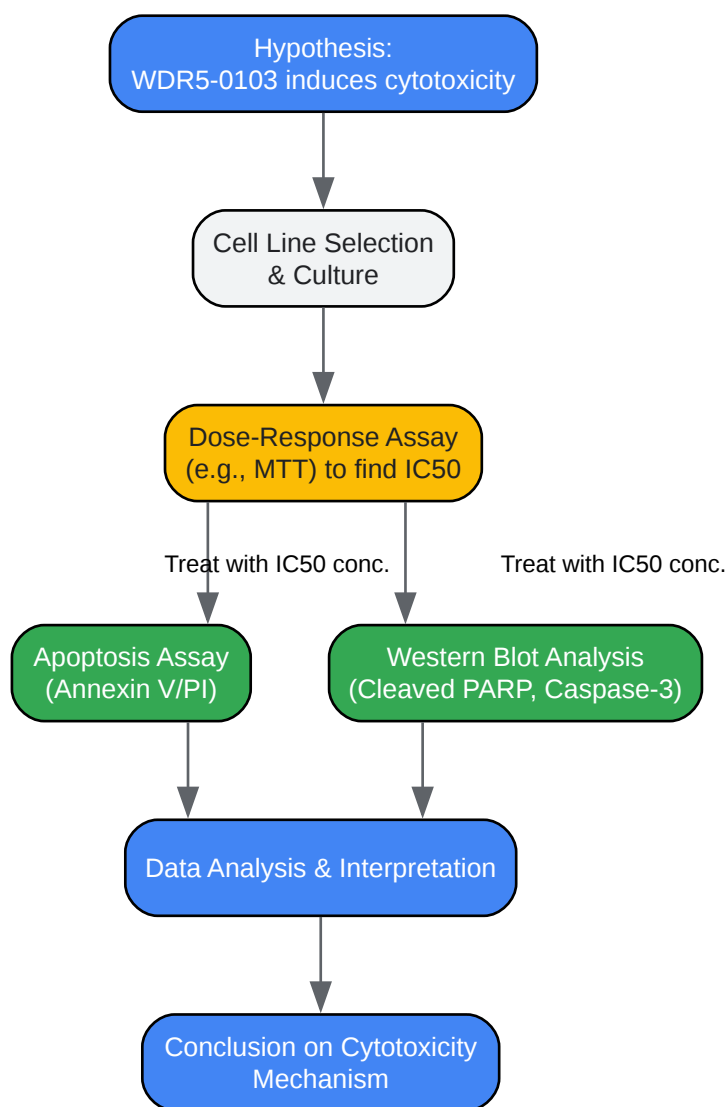 Hypothesis:
WDR5-0103 induces cytotoxicity
Cell Line Selection
& Culture
Dose-Response Assay
(e.g., MTT) to find IC50
Treat with IC50 conc.
Treat with IC50 conc.
Apoptosis Assay
(Annexin V/PI)
Western Blot Analysis
(Cleaved PARP, Caspase-3)
Data Analysis & Interpretation
Conclusion on Cytotoxicity
Mechanism